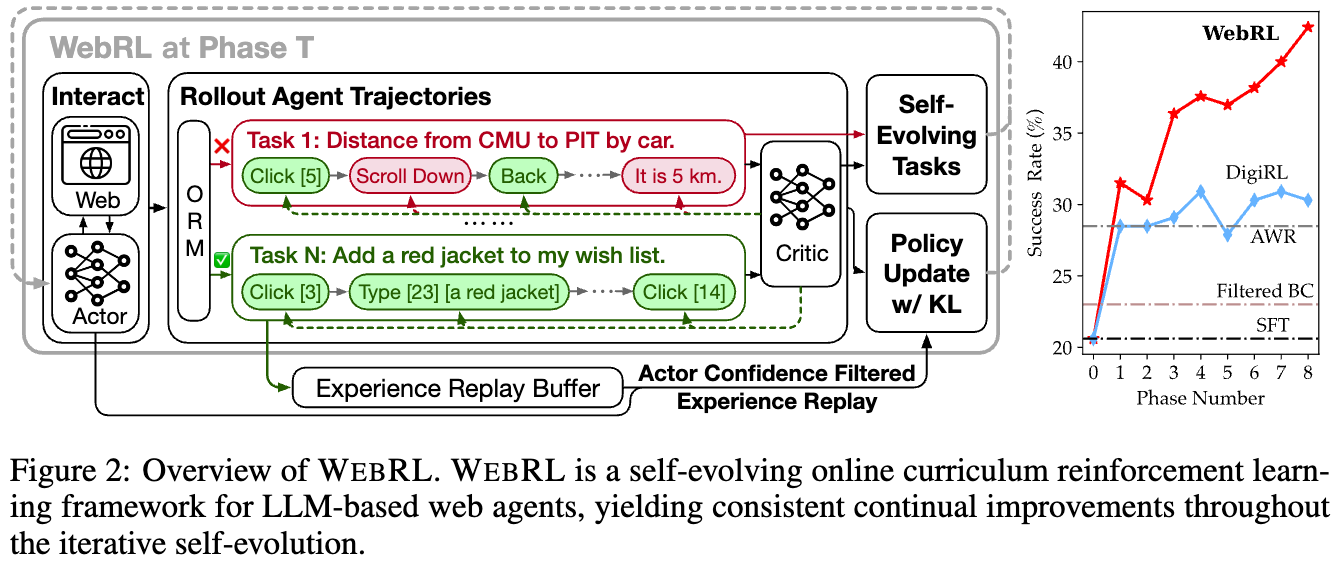 WebRL at Phase T
Interact
Web
Actor
Rollout Agent Trajectories
O
R
M
Task 1: Distance from CMU to PIT by car.
Click [5]
Scroll Down
Back
It is 5 km.
......
Task N: Add a red jacket to my wish list.
Click [3]
Type [23] [a red jacket]
Click [14]
Critic
Self-
Evolving
Tasks
Policy
Update
w/ KL
Experience Replay Buffer
Actor Confidence Filtered
Experience Replay
Success Rate (%)
40
35
30
25
20
WebRL
DigiRL
AWR
Filtered BC
SFT
0 1 2 3 4 5 6 7 8
Phase Number
Figure 2: Overview of WEBRL. WEBRL is a self-evolving online curriculum reinforcement learn-
ing framework for LLM-based web agents, yielding consistent continual improvements throughout
the iterative self-evolution.